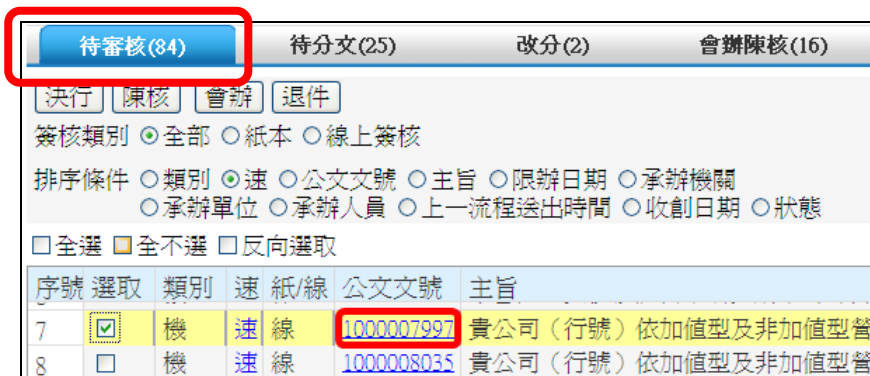 待審核(84) 待分文(25) 改分(2) 會辦陳核(16)
決行 陳核 會辦 退件
簽核類別 全部 紙本 線上簽核
排序條件 類別 速 公文文號 主旨 限辦日期 承辦機關
承辦單位 承辦人員 上一流程送出時間 收創日期 狀態
全選 全不選 反向選取
序號 選取 類別 速 紙/線 公文文號 主旨
7 機 速 線 1000007997 貴公司（行號）依加值型及非加值型營
8 機 速 線 1000008035 貴公司（行號）依加值型及非加值型營